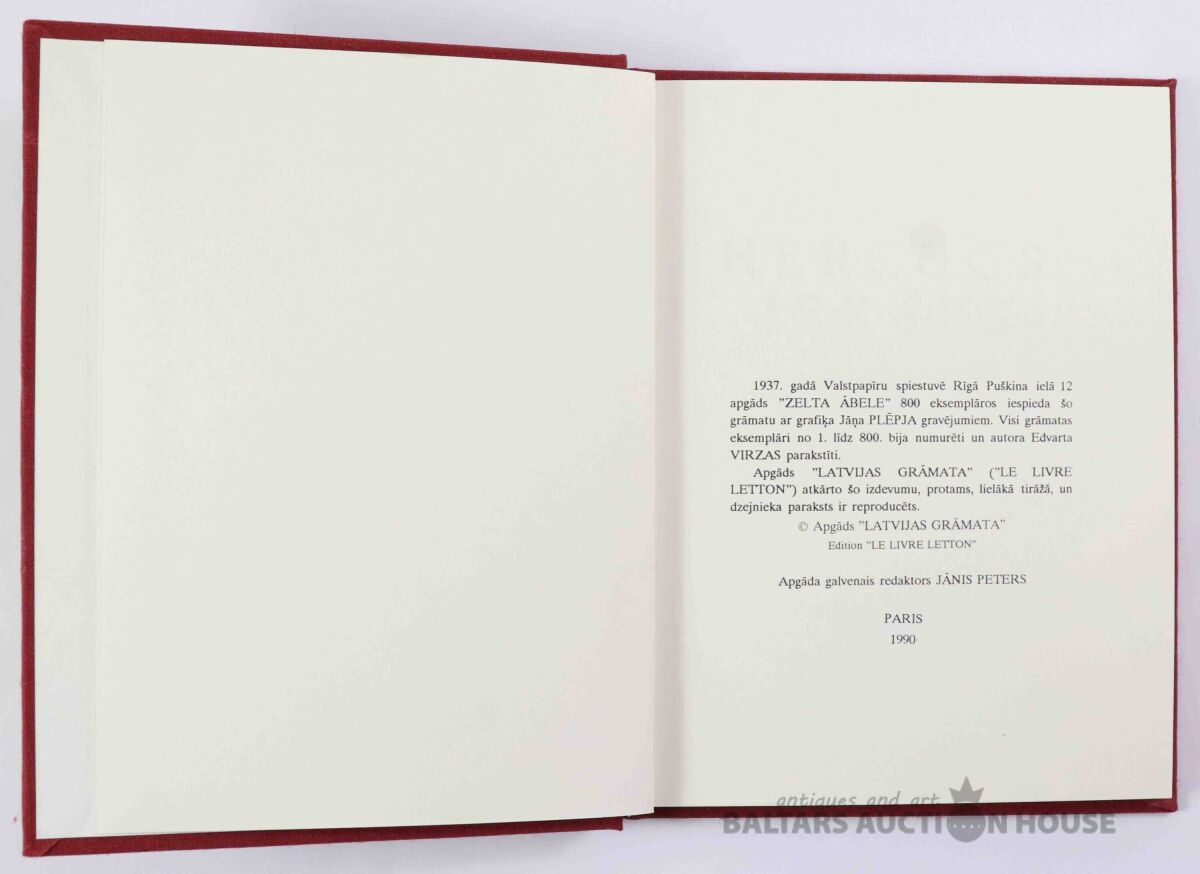 HERCOGS
JĒKABS
1937. gadā Valstpapīru spiestuvē Rīgā Puškina ielā 12
apgāds "ZELTA ĀBELE" 800 eksemplāros iespieda šo
grāmatu ar grafiķa Jāņa PLĒPJA gravējumiem. Visi grāmatas
eksemplāri no 1. līdz 800. bija numurēti un autora Edvarta
VIRZAS parakstīti.
Apgāds "LATVIJAS GRĀMATA" ("LE LIVRE
LETTON") atkārto šo izdevumu, protams, lielākā tirāžā, un
dzejnieka paraksts ir reproducēts.
© Apgāds "LATVIJAS GRĀMATA"
Edition "LE LIVRE LETTON"
Apgāda galvenais redaktors JĀNIS PETERS
PARIS
1990
antiques and art
BALTARS AUCTION HOUSE